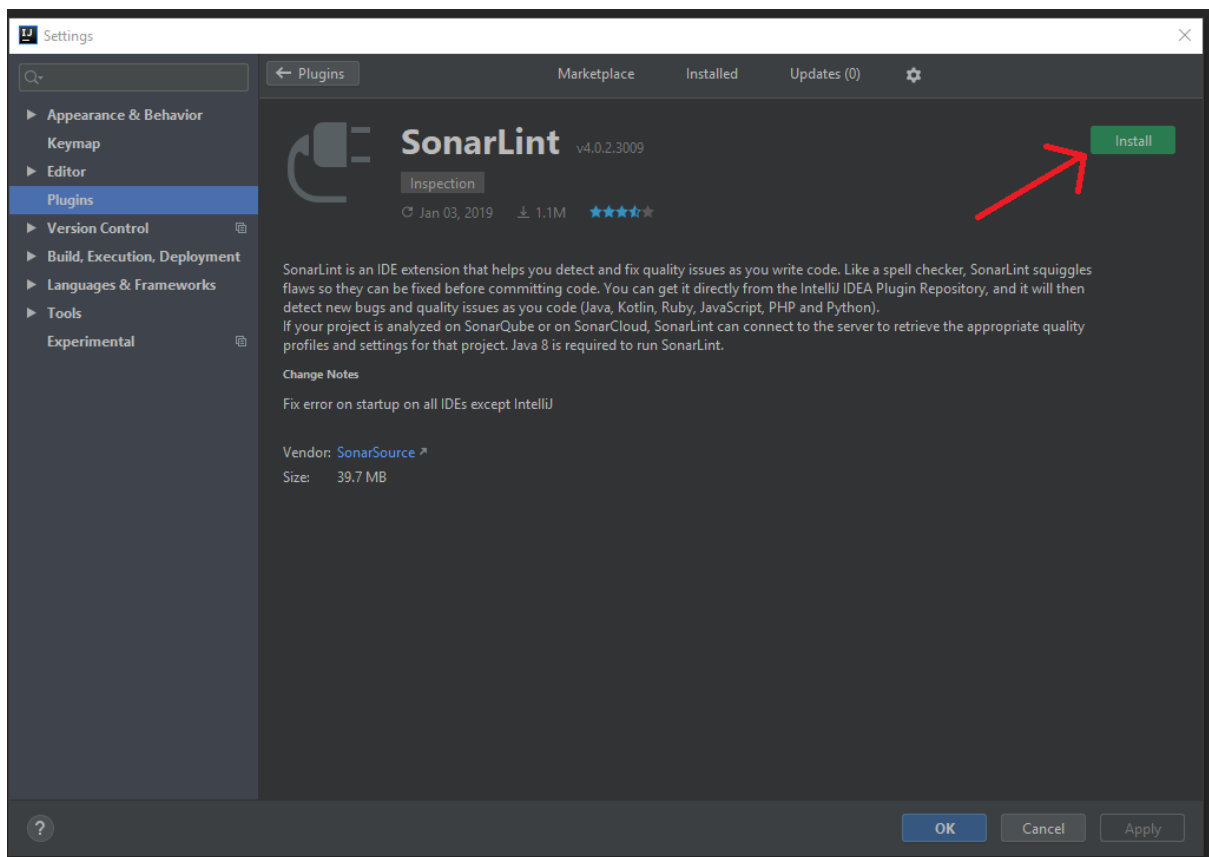 Settings
Plugins
Marketplace
Installed
Updates (0)
Appearance & Behavior
Keymap
Editor
Plugins
Version Control
Build, Execution, Deployment
Languages & Frameworks
Tools
Experimental
SonarLint v4.0.2.3009
Install
Inspection
Jan 03, 2019 1.1M
SonarLint is an IDE extension that helps you detect and fix quality issues as you write code. Like a spell checker, SonarLint squiggles
flaws so they can be fixed before committing code. You can get it directly from the IntelliJ IDEA Plugin Repository, and it will then
detect new bugs and quality issues as you code (Java, Kotlin, Ruby, JavaScript, PHP and Python).
If your project is analyzed on SonarQube or on SonarCloud, SonarLint can connect to the server to retrieve the appropriate quality
profiles and settings for that project. Java 8 is required to run SonarLint.
Change Notes
Fix error on startup on all IDEs except IntelliJ
Vendor: SonarSource
Size: 39.7 MB
?
OK
Cancel
Apply